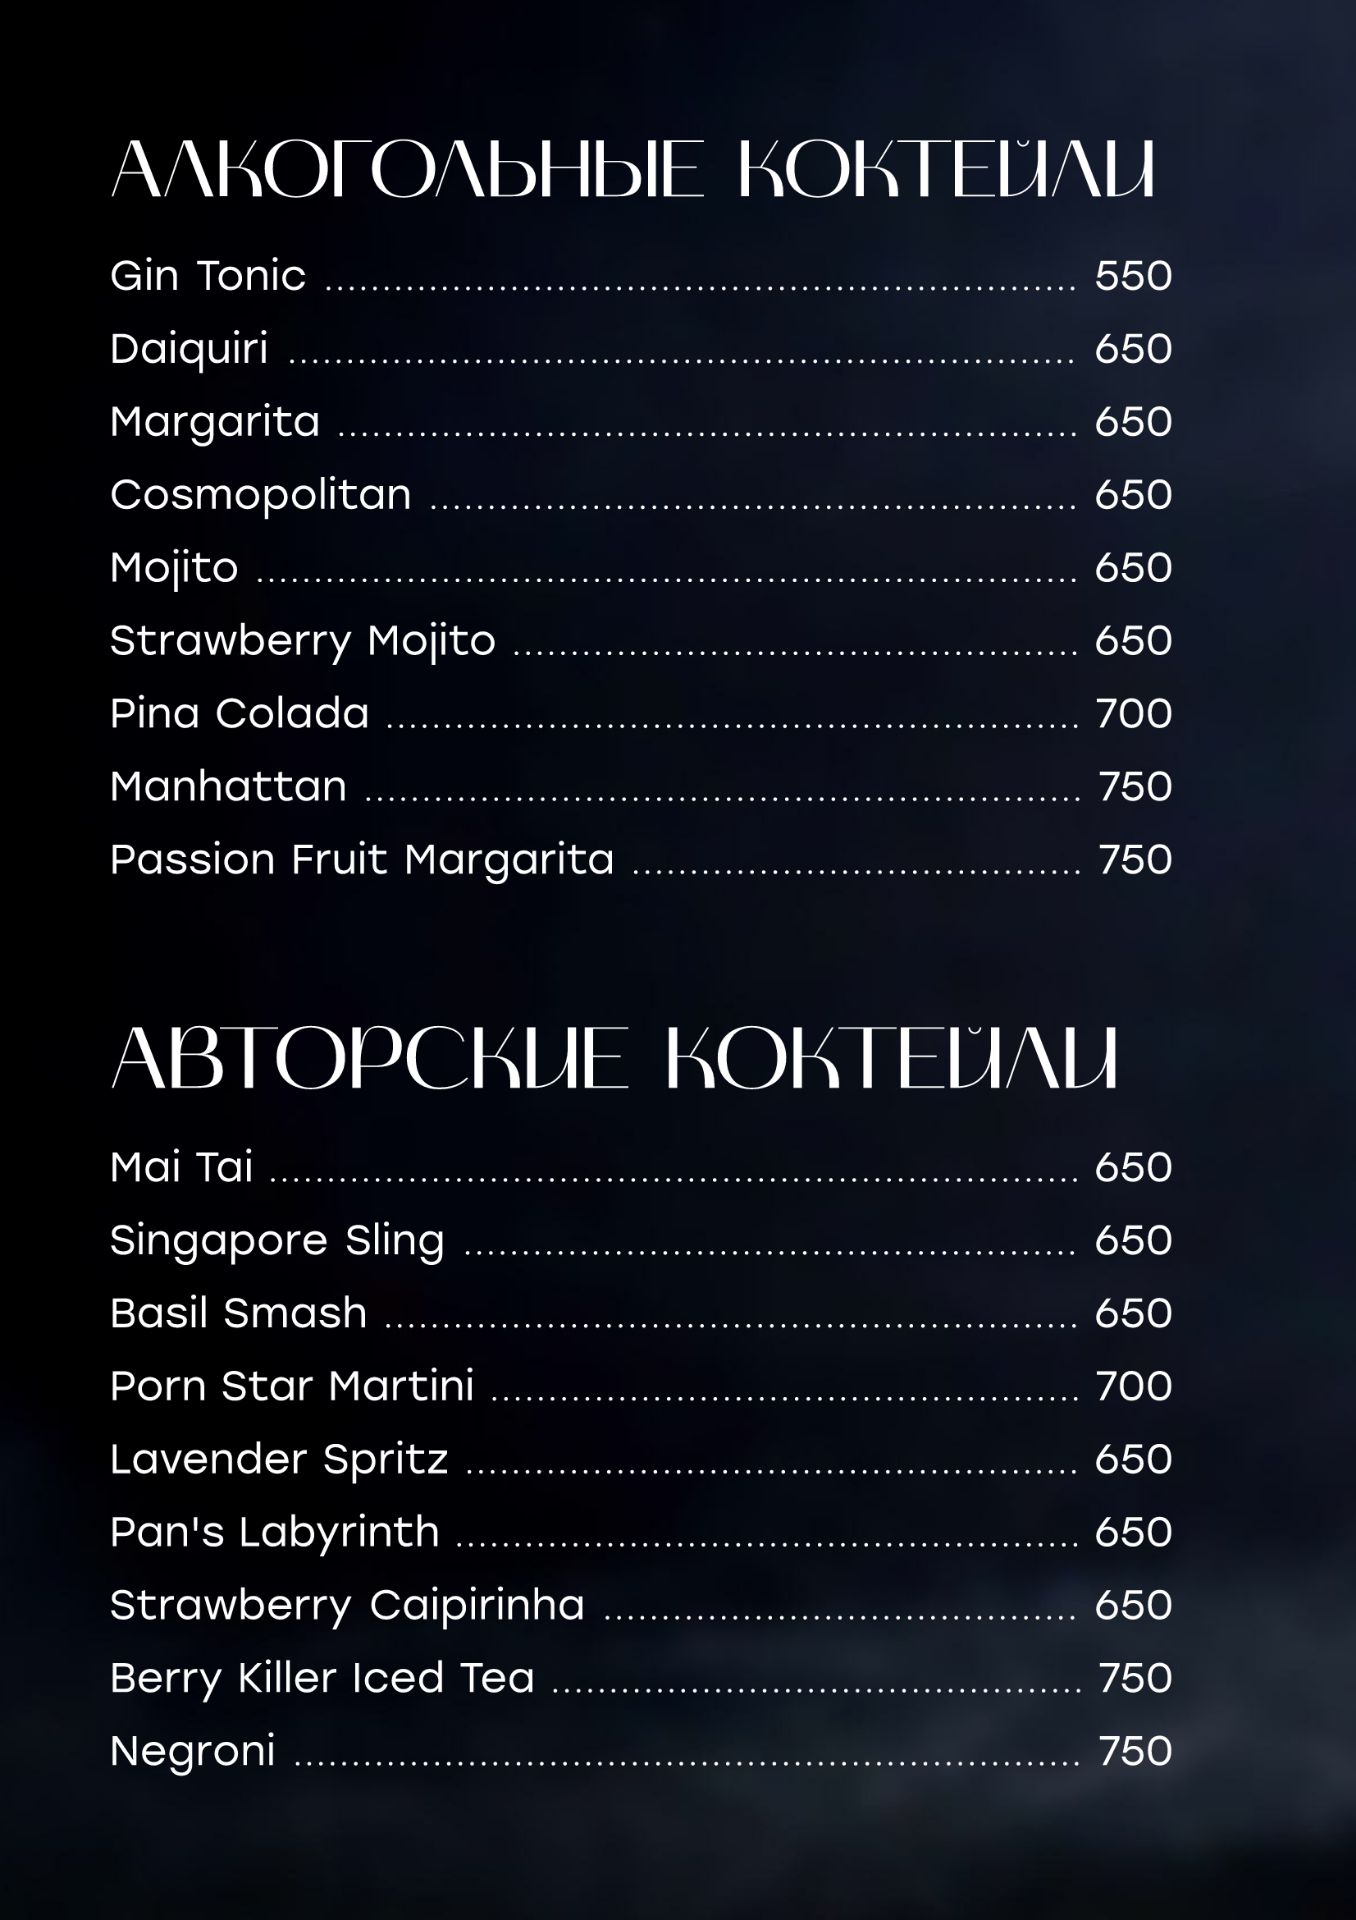 АЛКОГОЛЬНЫЕ КОКТЕЙЛИ
Gin Tonic ........................................ 550
Daiquiri ........................................ 650
Margarita ........................................ 650
Cosmopolitan ........................................ 650
Mojito ........................................ 650
Strawberry Mojito ........................................ 650
Pina Colada ........................................ 700
Manhattan ........................................ 750
Passion Fruit Margarita ........................................ 750
АВТОРСКИЕ КОКТЕЙЛИ
Mai Tai ........................................ 650
Singapore Sling ........................................ 650
Basil Smash ........................................ 650
Porn Star Martini ........................................ 700
Lavender Spritz ........................................ 650
Pan's Labyrinth ........................................ 650
Strawberry Caipirinha ........................................ 650
Berry Killer Iced Tea ........................................ 750
Negroni ........................................ 750